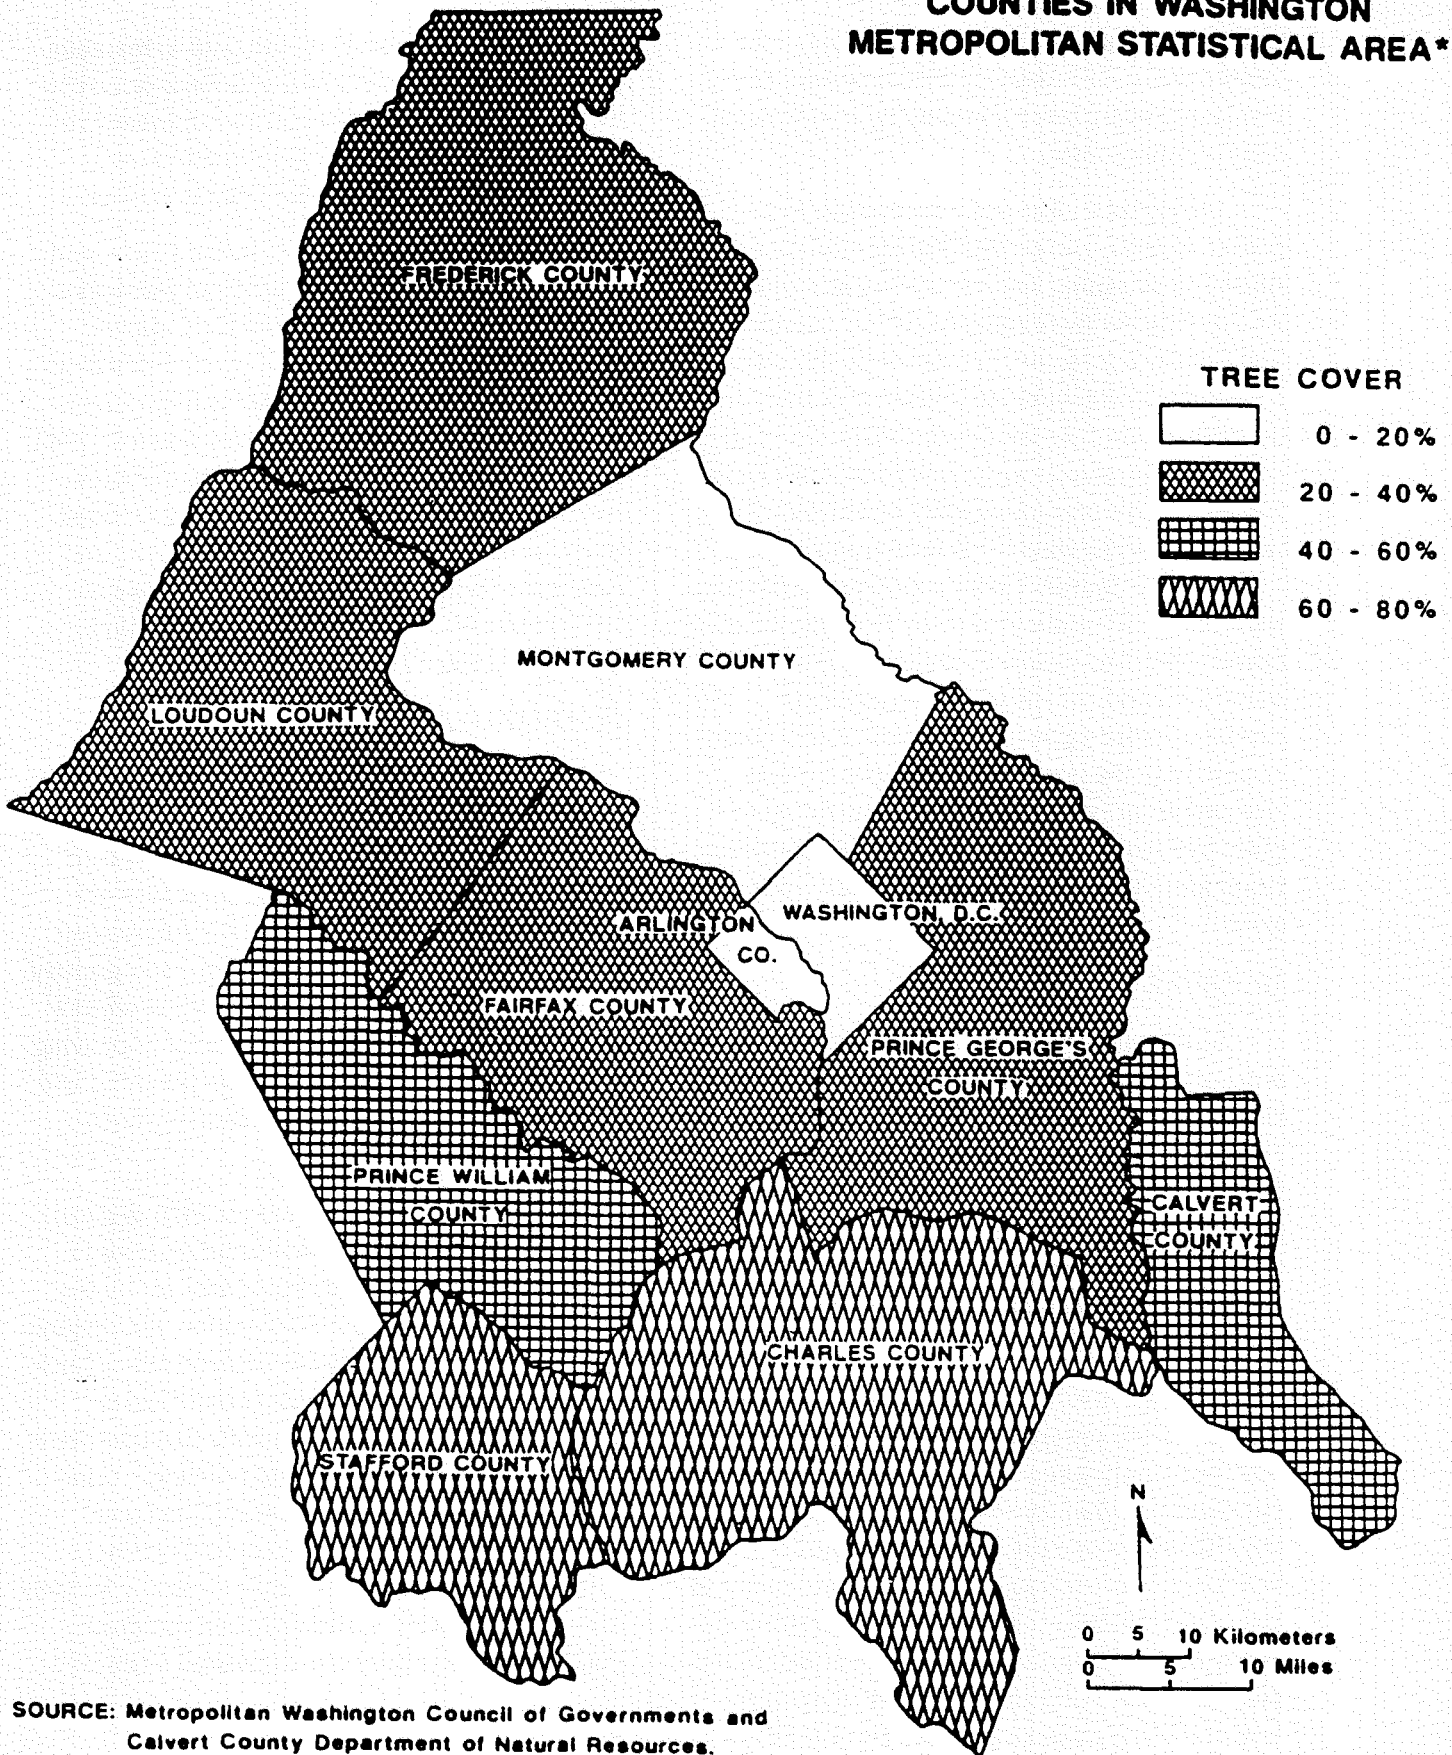 COUNTIES IN WASHINGTON
METROPOLITAN STATISTICAL AREA*
FREDERICK COUNTY
TREE COVER
0 - 20%
20 - 40%
40 - 60%
60 - 80%
MONTGOMERY COUNTY
LOUDOUN COUNTY
ARLINGTON
CO.
WASHINGTON, D.C.
FAIRFAX COUNTY
PRINCE GEORGE'S
COUNTY
PRINCE WILLIAM
COUNTY
CALVERT
COUNTY
CHARLES COUNTY
STAFFORD COUNTY
N
0 5 10 Kilometers
0 5 10 Miles
SOURCE: Metropolitan Washington Council of Governments and
Calvert County Department of Natural Resources.